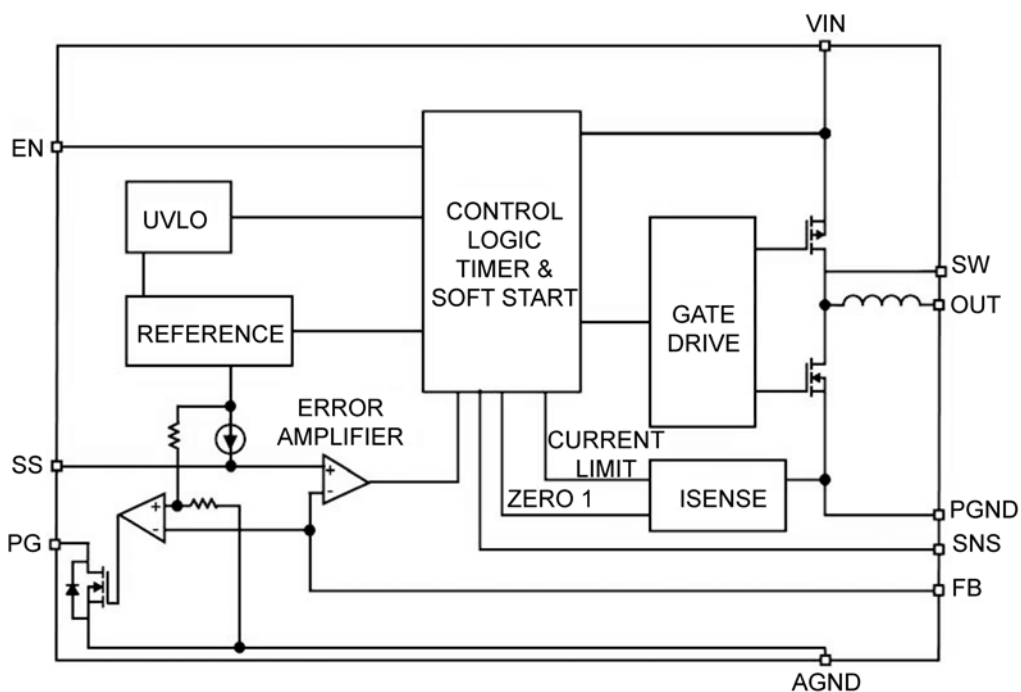 VIN
EN
UVLO
CONTROL
LOGIC
TIMER &
SOFT START
SW
OUT
REFERENCE
GATE
DRIVE
ERROR
AMPLIFIER
+
-
SS
CURRENT
LIMIT
ISENSE
ZERO 1
+
-
PG
PGND
SNS
FB
AGND